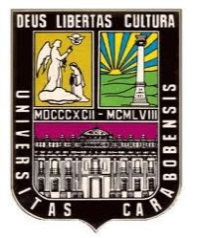 DEUS LIBERTAS CULTURA
MDCCCXCII - MCMLVIII
UNIVERSITAS CARABOBENSIS